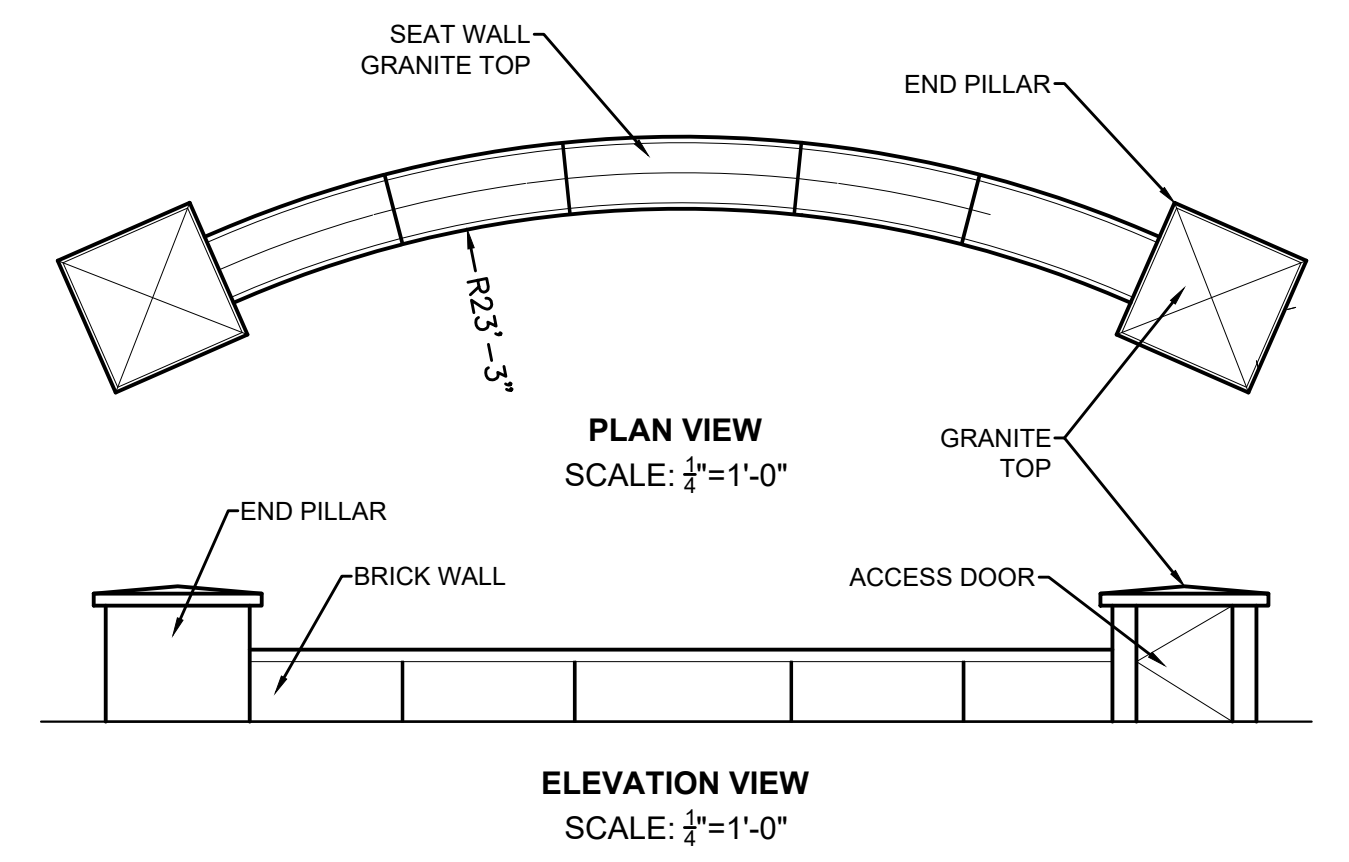 SEAT WALL
GRANITE TOP
END PILLAR
R23'-3"
PLAN VIEW
SCALE: 1/4"=1'-0"
GRANITE
TOP
END PILLAR
BRICK WALL
ACCESS DOOR
ELEVATION VIEW
SCALE: 1/4"=1'-0"